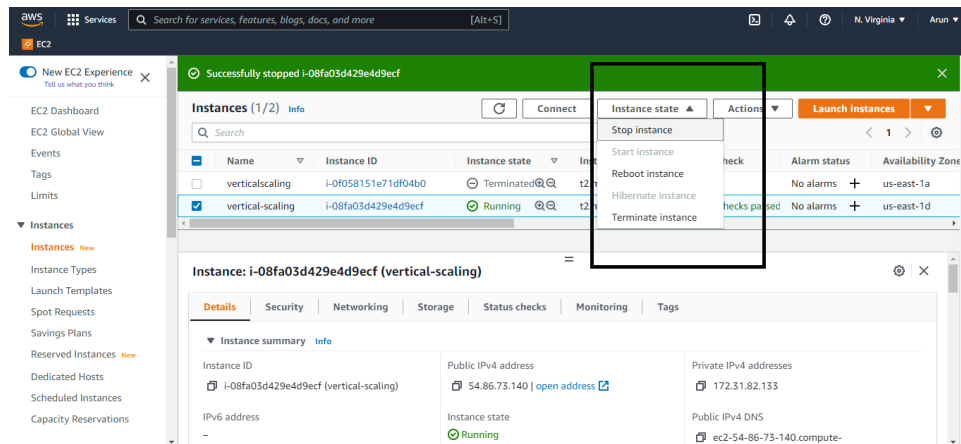 aws Services Search for services, features, blogs, docs, and more [Alt+S] N. Virginia Arun
EC2
New EC2 Experience
Tell us what you think
EC2 Dashboard
EC2 Global View
Events
Tags
Limits
Instances
Instances New
Instance Types
Launch Templates
Spot Requests
Savings Plans
Reserved Instances New
Dedicated Hosts
Scheduled Instances
Capacity Reservations
Successfully stopped i-08fa03d429e4d9ecf
Instances (1/2) Info Connect Instance state Actions Launch instances
Search 1
Stop instance
Start instance
Reboot instance
Hibernate instance
Terminate instance
Name Instance ID Instance state Inst heck Alarm status Availability Zone
verticalscaling i-0f058151e71df04b0 Terminated No alarms + us-east-1a
vertical-scaling i-08fa03d429e4d9ecf Running hecks passed No alarms + us-east-1d
Instance: i-08fa03d429e4d9ecf (vertical-scaling)
Details Security Networking Storage Status checks Monitoring Tags
Instance summary Info
Instance ID Public IPv4 address Private IPv4 addresses
i-08fa03d429e4d9ecf (vertical-scaling) 54.86.73.140 | open address 172.31.82.133
IPv6 address Instance state Public IPv4 DNS
– Running ec2-54-86-73-140.compute-